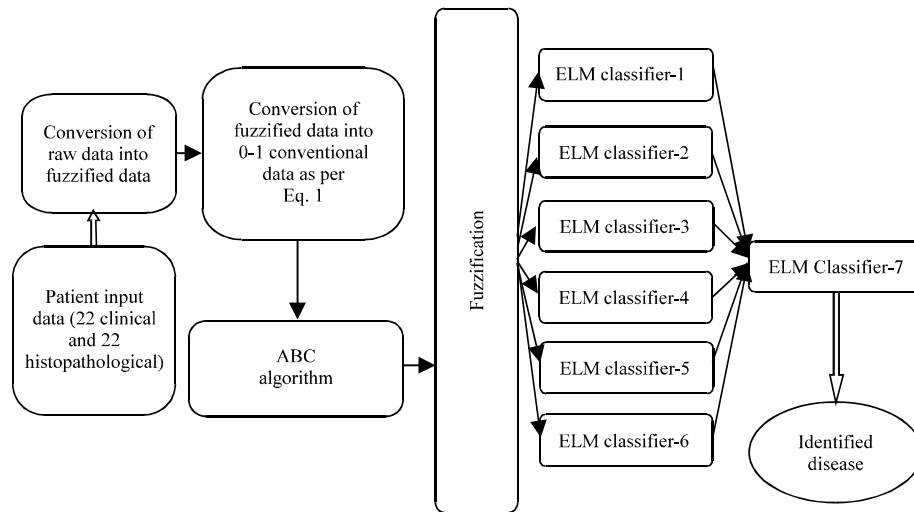 Patient input
data (22 clinical
and 22
histopathological)
Conversion of
raw data into
fuzzified data
Conversion of
fuzzified data into
0-1 conventional
data as per
Eq. 1
ABC
algorithm
Fuzzification
ELM classifier-1
ELM classifier-2
ELM classifier-3
ELM classifier-4
ELM classifier-5
ELM classifier-6
ELM Classifier-7
Identified
disease